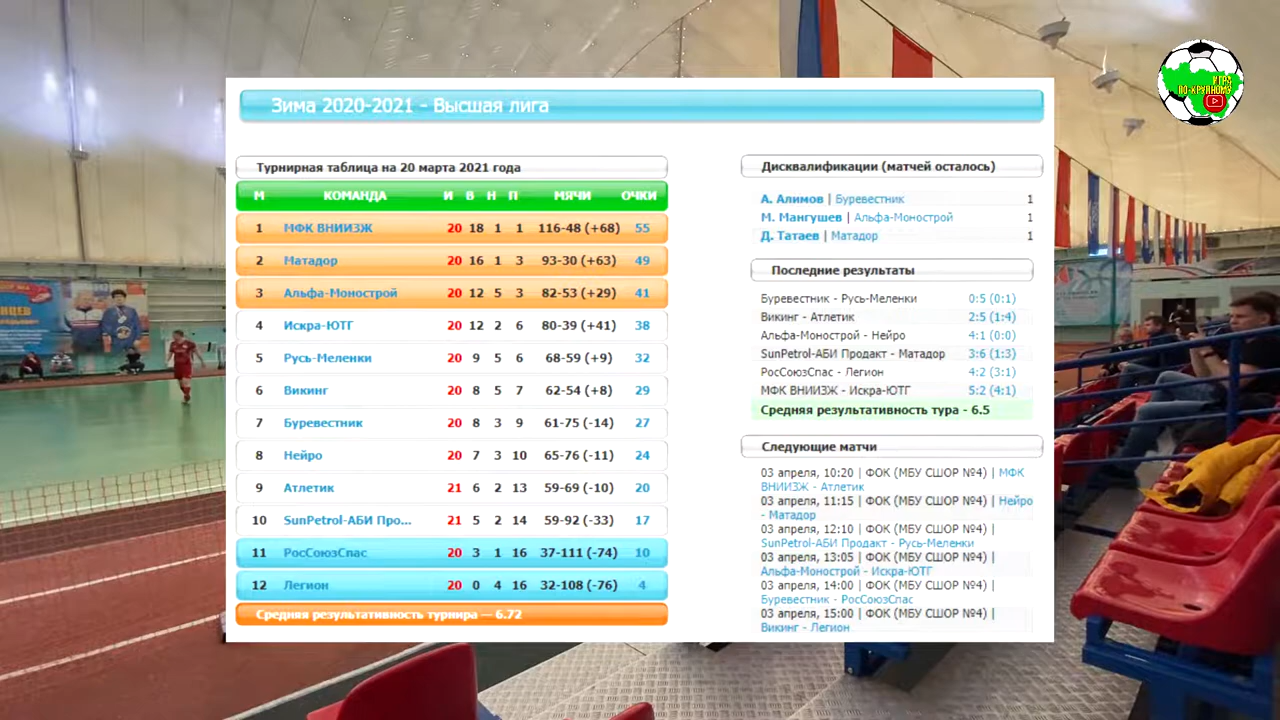 ИГРА
ПО-КРУПНОМУ
Зима 2020-2021 - Высшая лига
Турнирная таблица на 20 марта 2021 года
М КОМАНДА И В Н П МЯЧИ ОЧКИ
1 МФК ВНИИЗЖ 20 18 1 1 116-48 (+68) 55
2 Матадор 20 16 1 3 93-30 (+63) 49
3 Альфа-Монострой 20 12 5 3 82-53 (+29) 41
4 Искра-ЮТГ 20 12 2 6 80-39 (+41) 38
5 Русь-Меленки 20 9 5 6 68-59 (+9) 32
6 Викинг 20 8 5 7 62-54 (+8) 29
7 Буревестник 20 8 3 9 61-75 (-14) 27
8 Нейро 20 7 3 10 65-76 (-11) 24
9 Атлетик 21 6 2 13 59-69 (-10) 20
10 SunPetrol-АБИ Про... 21 5 2 14 59-92 (-33) 17
11 РосСоюзСпас 20 3 1 16 37-111 (-74) 10
12 Легион 20 0 4 16 32-108 (-76) 4
Средняя результативность турнира — 6.72
Дисквалификации (матчей осталось)
А. Алимов | Буревестник 1
М. Мангушев | Альфа-Монострой 1
Д. Татаев | Матадор 1
Последние результаты
Буревестник - Русь-Меленки 0:5 (0:1)
Викинг - Атлетик 2:5 (1:4)
Альфа-Монострой - Нейро 4:1 (0:0)
SunPetrol-АБИ Продакт - Матадор 3:6 (1:3)
РосСоюзСпас - Легион 4:2 (3:1)
МФК ВНИИЗЖ - Искра-ЮТГ 5:2 (4:1)
Средняя результативность тура - 6.5
Следующие матчи
03 апреля, 10:20 | ФОК (МБУ СШОР №4) | МФК
ВНИИЗЖ - Атлетик
03 апреля, 11:15 | ФОК (МБУ СШОР №4) | Нейро
- Матадор
03 апреля, 12:10 | ФОК (МБУ СШОР №4) |
SunPetrol-АБИ Продакт - Русь-Меленки
03 апреля, 13:05 | ФОК (МБУ СШОР №4) |
Альфа-Монострой - Искра-ЮТГ
03 апреля, 14:00 | ФОК (МБУ СШОР №4) |
Буревестник - РосСоюзСпас
03 апреля, 15:00 | ФОК (МБУ СШОР №4) |
Викинг - Легион